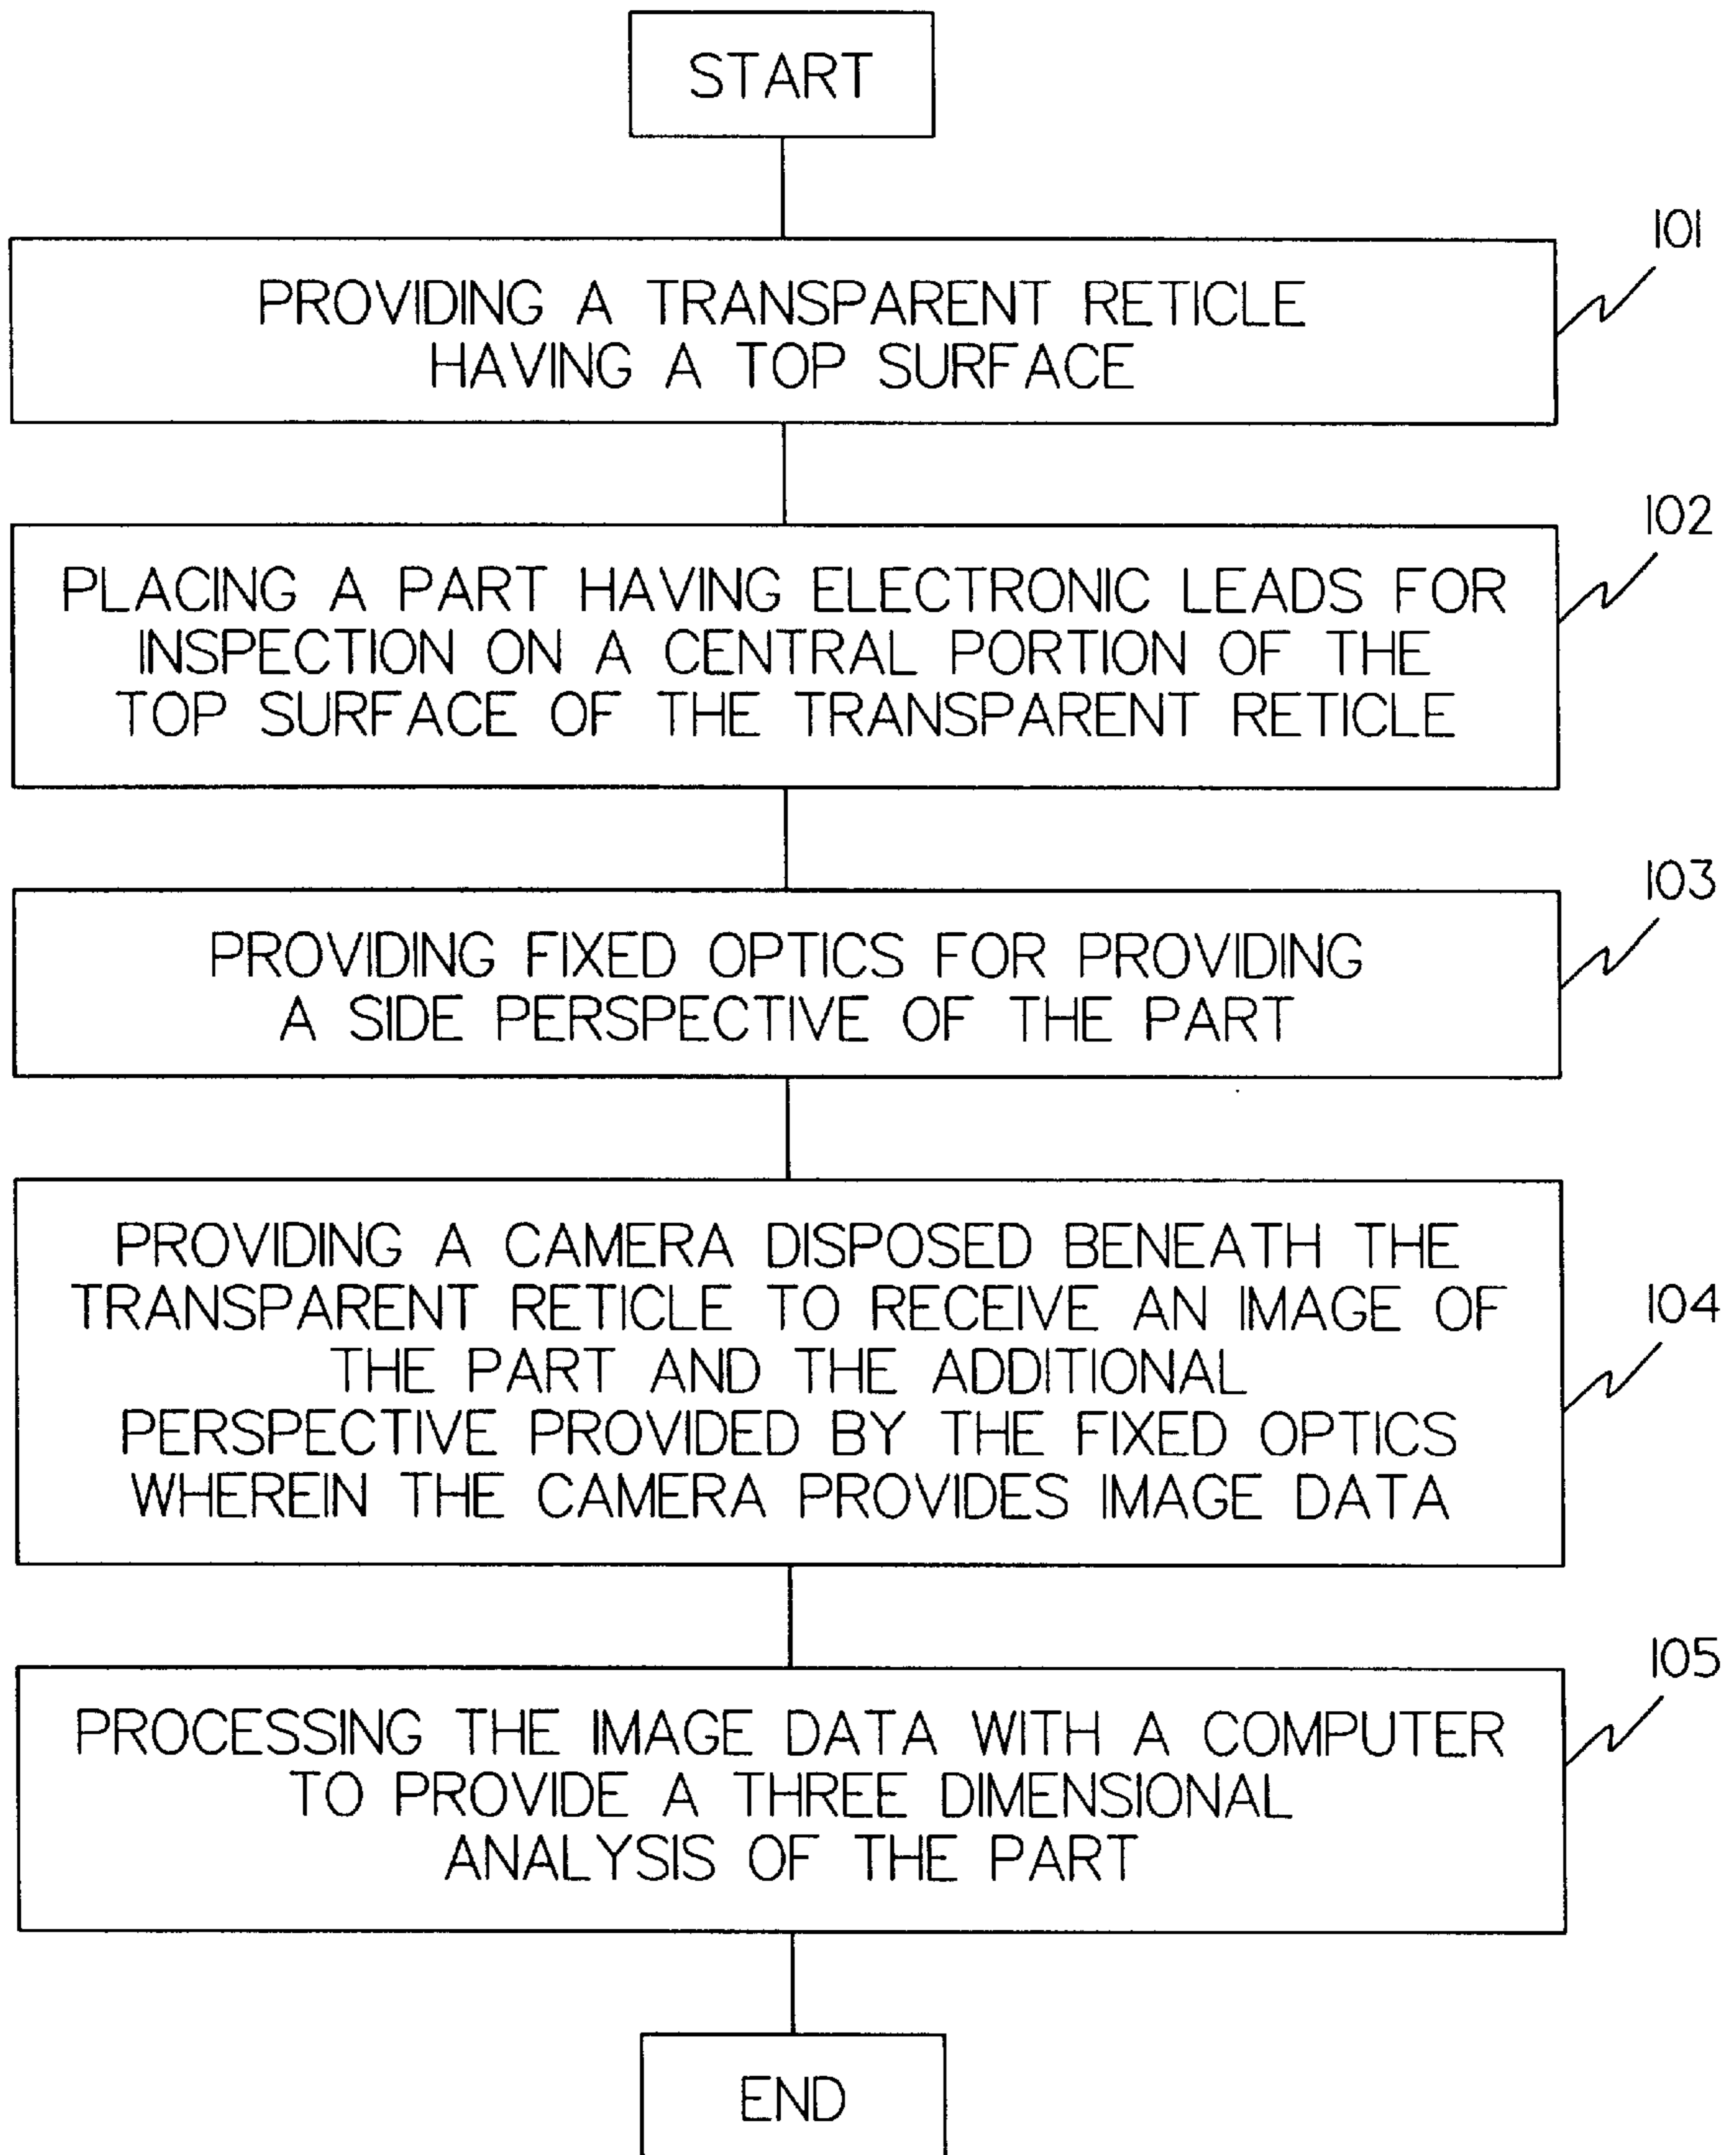 START
101
PROVIDING A TRANSPARENT RETICLE
HAVING A TOP SURFACE
102
PLACING A PART HAVING ELECTRONIC LEADS FOR
INSPECTION ON A CENTRAL PORTION OF THE
TOP SURFACE OF THE TRANSPARENT RETICLE
103
PROVIDING FIXED OPTICS FOR PROVIDING
A SIDE PERSPECTIVE OF THE PART
104
PROVIDING A CAMERA DISPOSED BENEATH THE
TRANSPARENT RETICLE TO RECEIVE AN IMAGE OF
THE PART AND THE ADDITIONAL
PERSPECTIVE PROVIDED BY THE FIXED OPTICS
WHEREIN THE CAMERA PROVIDES IMAGE DATA
105
PROCESSING THE IMAGE DATA WITH A COMPUTER
TO PROVIDE A THREE DIMENSIONAL
ANALYSIS OF THE PART
END